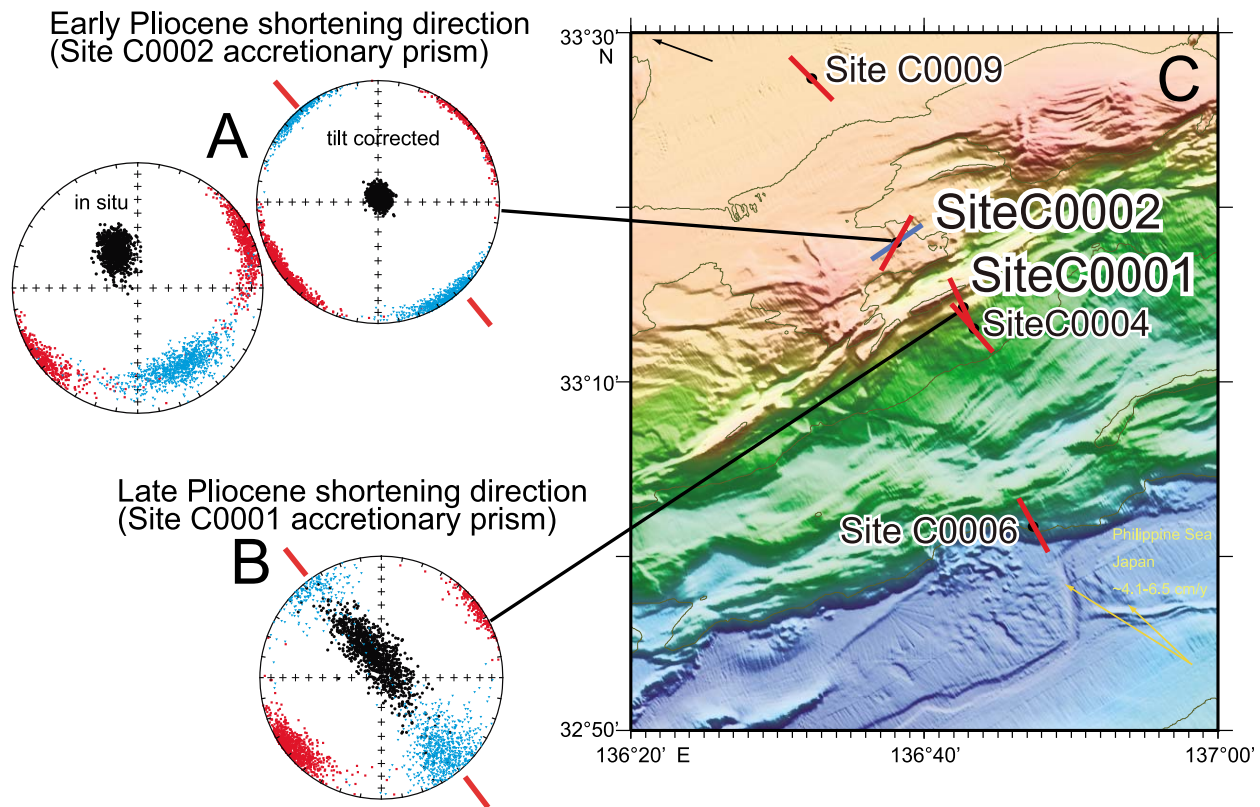 Early Pliocene shortening direction
(Site C0002 accretionary prism)
A
tilt corrected
in situ
Late Pliocene shortening direction
(Site C0001 accretionary prism)
B
33°30'
N
C
Site C0009
SiteC0002
SiteC0001
SiteC0004
33°10'
Site C0006
Philippine Sea
Japan
~4.1-6.5 cm/y
32°50'
136°20' E
136°40'
137°00'